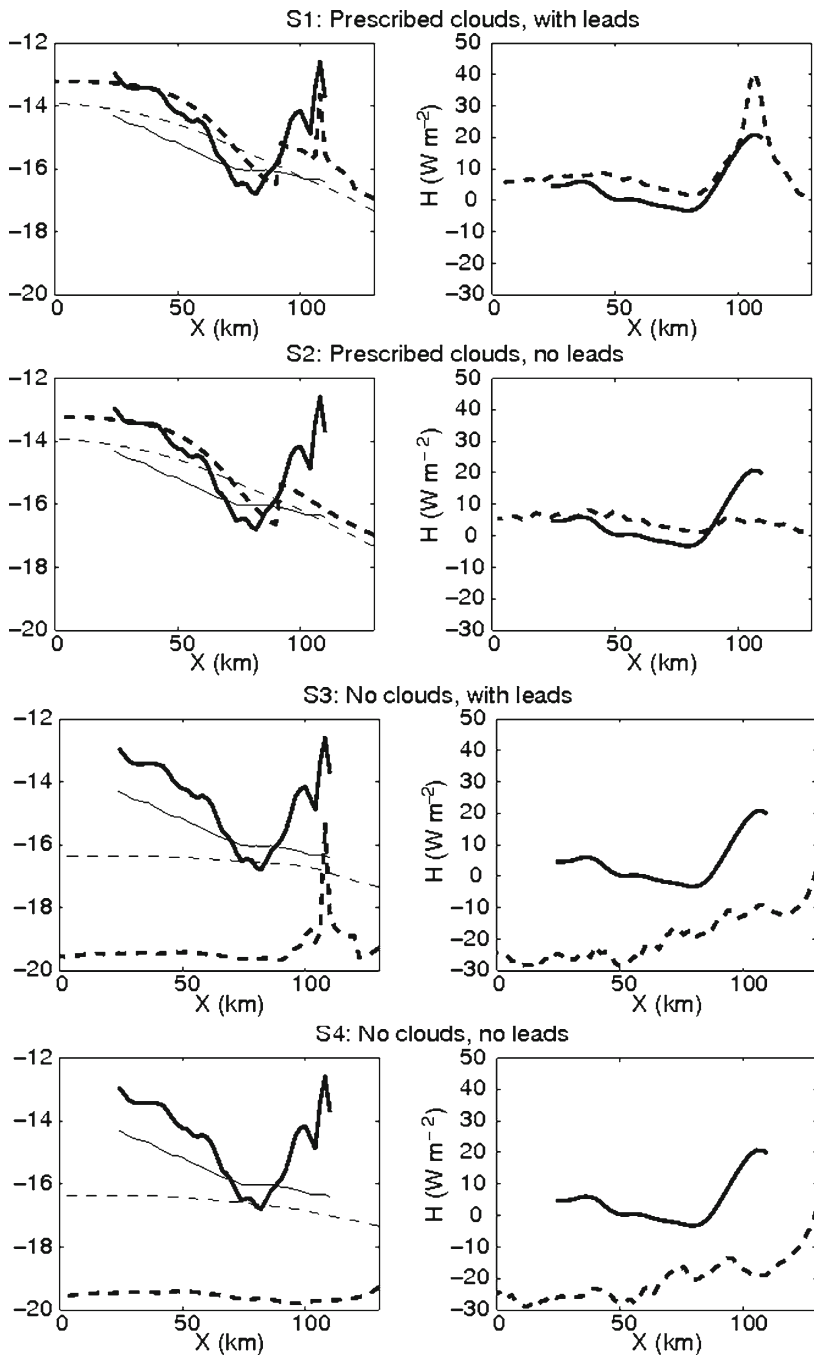 S1: Prescribed clouds, with leads
−12
−14
−16
−18
−20
0 50 100
X (km)
50
40
30
20
10
0
−10
−20
−30
H (W m−2)
0 50 100
X (km)
S2: Prescribed clouds, no leads
−12
−14
−16
−18
−20
0 50 100
X (km)
50
40
30
20
10
0
−10
−20
−30
H (W m−2)
0 50 100
X (km)
S3: No clouds, with leads
−12
−14
−16
−18
−20
0 50 100
X (km)
50
40
30
20
10
0
−10
−20
−30
H (W m−2)
0 50 100
X (km)
S4: No clouds, no leads
−12
−14
−16
−18
−20
0 50 100
X (km)
50
40
30
20
10
0
−10
−20
−30
H (W m−2)
0 50 100
X (km)